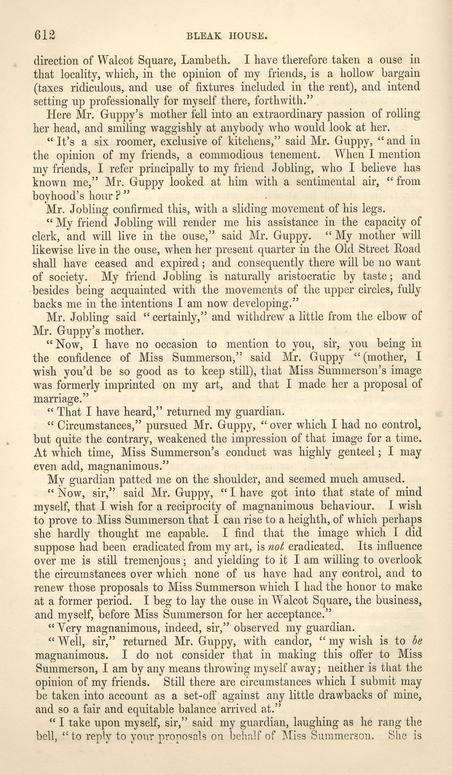 612 BLEAK HOUSE.
direction of Walcot Square, Lambeth. I have therefore taken a ouse in
that locality, which, in the opinion of my friends, is a hollow bargain
(taxes ridiculous, and use of fixtures included in the rent), and intend
setting up professionally for myself there, forthwith.”
Here Mr. Guppy’s mother fell into an extraordinary passion of rolling
her head, and smiling waggishly at anybody who would look at her.
“It’s a six roomer, exclusive of kitchens,” said Mr. Guppy, “and in
the opinion of my friends, a commodious tenement. When I mention
my friends, I refer principally to my friend Jobling, who I believe has
known me,” Mr. Guppy looked at him with a sentimental air, “from
boyhood’s hour?”
Mr. Jobling confirmed this, with a sliding movement of his legs.
“My friend Jobling will render me his assistance in the capacity of
clerk, and will live in the ouse,” said Mr. Guppy. “My mother will
likewise live in the ouse, when her present quarter in the Old Street Road
shall have ceased and expired; and consequently there will be no want
of society. My friend Jobling is naturally aristocratic by taste; and
besides being acquainted with the movements of the upper circles, fully
backs me in the intentions I am now developing.”
Mr. Jobling said “certainly,” and withdrew a little from the elbow of
Mr. Guppy’s mother.
“Now, I have no occasion to mention to you, sir, you being in
the confidence of Miss Summerson,” said Mr. Guppy “(mother, I
wish you’d be so good as to keep still), that Miss Summerson’s image
was formerly imprinted on my art, and that I made her a proposal of
marriage.”
“That I have heard,” returned my guardian.
“Circumstances,” pursued Mr. Guppy, “over which I had no control,
but quite the contrary, weakened the impression of that image for a time.
At which time, Miss Summerson’s conduct was highly genteel; I may
even add, magnanimous.”
My guardian patted me on the shoulder, and seemed much amused.
“Now, sir,” said Mr. Guppy, “I have got into that state of mind
myself, that I wish for a reciprocity of magnanimous behaviour. I wish
to prove to Miss Summerson that I can rise to a heighth, of which perhaps
she hardly thought me capable. I find that the image which I did
suppose had been eradicated from my art, is not eradicated. Its influence
over me is still tremenjous; and yielding to it I am willing to overlook
the circumstances over which none of us have had any control, and to
renew those proposals to Miss Summerson which I had the honor to make
at a former period. I beg to lay the ouse in Walcot Square, the business,
and myself, before Miss Summerson for her acceptance.”
“Very magnanimous, indeed, sir,” observed my guardian.
“Well, sir,” returned Mr. Guppy, with candor, “my wish is to be
magnanimous. I do not consider that in making this offer to Miss
Summerson, I am by any means throwing myself away; neither is that the
opinion of my friends. Still there are circumstances which I submit may
be taken into account as a set-off against any little drawbacks of mine,
and so a fair and equitable balance arrived at.”
“I take upon myself, sir,” said my guardian, laughing as he rang the
bell, “to reply to your proposals on behalf of Miss Summerson. She is